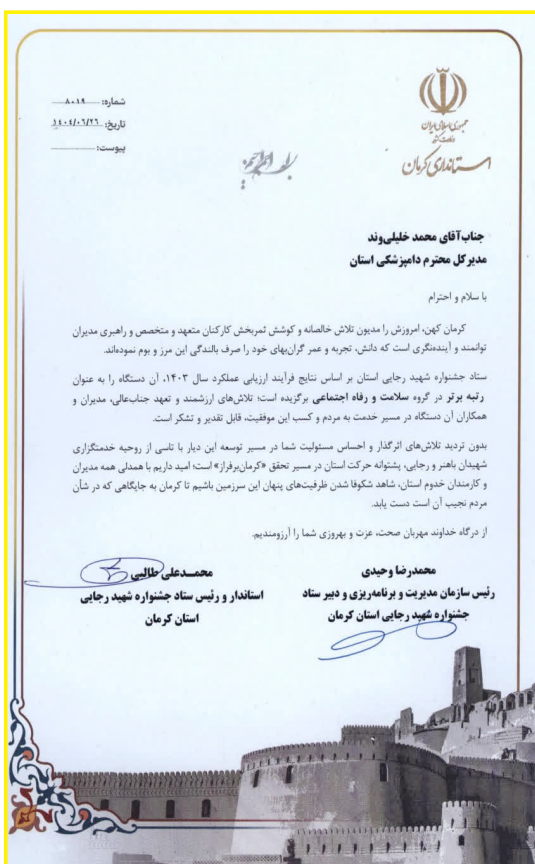 جمهوری اسلامی ایران
وزارت کشور
استانداری کرمان
شماره: ۸۰۱۹
تاریخ: ۱۴۰۴/۰۶/۲۶
پیوست:
جناب آقای محمد خلیلی‌وند
مدیرکل محترم دامپزشکی استان
با سلام و احترام
کرمان کهن، امروزش را مدیون تلاش خالصانه و کوشش ثمربخش کارکنان متعهد و متخصص و راهبری مدیران
توانمند و آینده‌نگری است که دانش، تجربه و عمر گران‌بهای خود را صرف بالندگی این مرز و بوم نموده‌اند.
ستاد جشنواره شهید رجایی استان بر اساس نتایج فرآیند ارزیابی عملکرد سال ۱۴۰۳، آن دستگاه را به عنوان
رتبه برتر در گروه سلامت و رفاه اجتماعی برگزیده است؛ تلاش‌های ارزشمند و تعهد جناب‌عالی، مدیران و
همکاران آن دستگاه در مسیر خدمت به مردم و کسب این موفقیت، قابل تقدیر و تشکر است.
بدون تردید تلاش‌های اثرگذار و احساس مسئولیت شما در مسیر توسعه این دیار با تاسی از روحیه خدمتگزاری
شهیدان باهنر و رجایی، پشتوانه حرکت استان در مسیر تحقق «کرمان‌برفراز» است؛ امید داریم با همدلی همه مدیران
و کارمندان خدوم استان، شاهد شکوفا شدن ظرفیت‌های پنهان این سرزمین باشیم تا کرمان به جایگاهی که در شأن
مردم نجیب آن است دست یابد.
از درگاه خداوند مهربان صحت، عزت و بهروزی شما را آرزومندیم.
محمدرضا وحیدی
رئیس سازمان مدیریت و برنامه‌ریزی و دبیر ستاد
جشنواره شهید رجایی استان کرمان
محمدعلی طالبی
استاندار و رئیس ستاد جشنواره شهید رجایی
استان کرمان